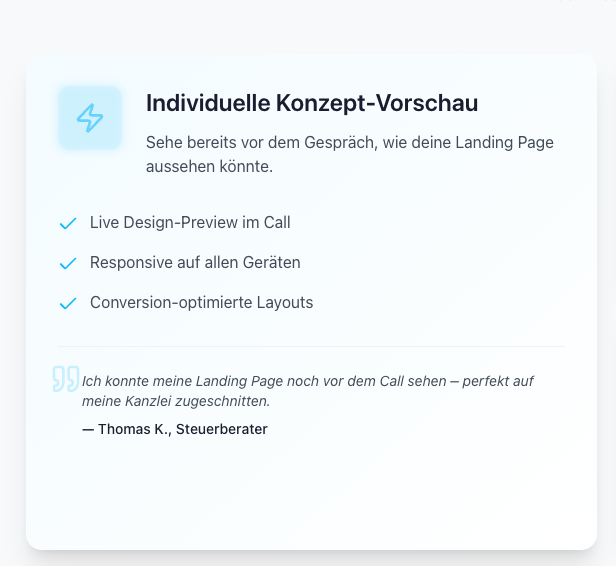 Individuelle Konzept-Vorschau
Sehe bereits vor dem Gespräch, wie deine Landing Page
aussehen könnte.
Live Design-Preview im Call
Responsive auf allen Geräten
Conversion-optimierte Layouts
Ich konnte meine Landing Page noch vor dem Call sehen – perfekt auf
meine Kanzlei zugeschnitten.
— Thomas K., Steuerberater